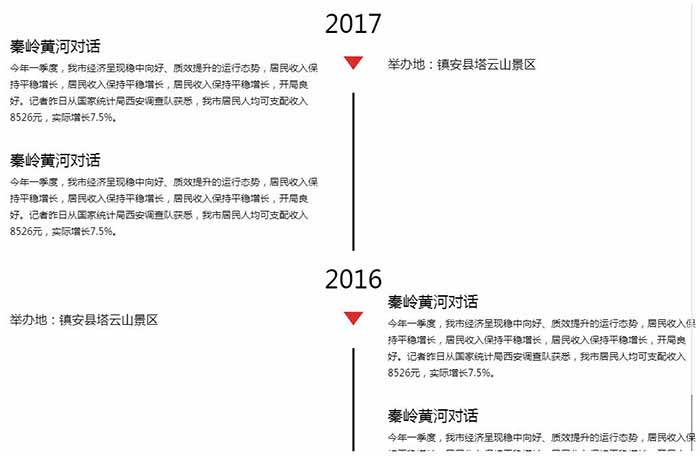 2017
秦岭黄河对话
今年一季度，我市经济呈现稳中向好、质效提升的运行态势，居民收入保
持平稳增长，居民收入保持平稳增长，居民收入保持平稳增长，开局良
好。记者昨日从国家统计局西安调查队获悉，我市居民人均可支配收入
8526元，实际增长7.5%。
举办地：镇安县塔云山景区
秦岭黄河对话
今年一季度，我市经济呈现稳中向好、质效提升的运行态势，居民收入保
持平稳增长，居民收入保持平稳增长，居民收入保持平稳增长，开局良
好。记者昨日从国家统计局西安调查队获悉，我市居民人均可支配收入
8526元，实际增长7.5%。
2016
举办地：镇安县塔云山景区
秦岭黄河对话
今年一季度，我市经济呈现稳中向好、质效提升的运行态势，居民收入保
持平稳增长，居民收入保持平稳增长，居民收入保持平稳增长，开局良
好。记者昨日从国家统计局西安调查队获悉，我市居民人均可支配收入
8526元，实际增长7.5%。
秦岭黄河对话
今年一季度，我市经济呈现稳中向好、质效提升的运行态势，居民收入保